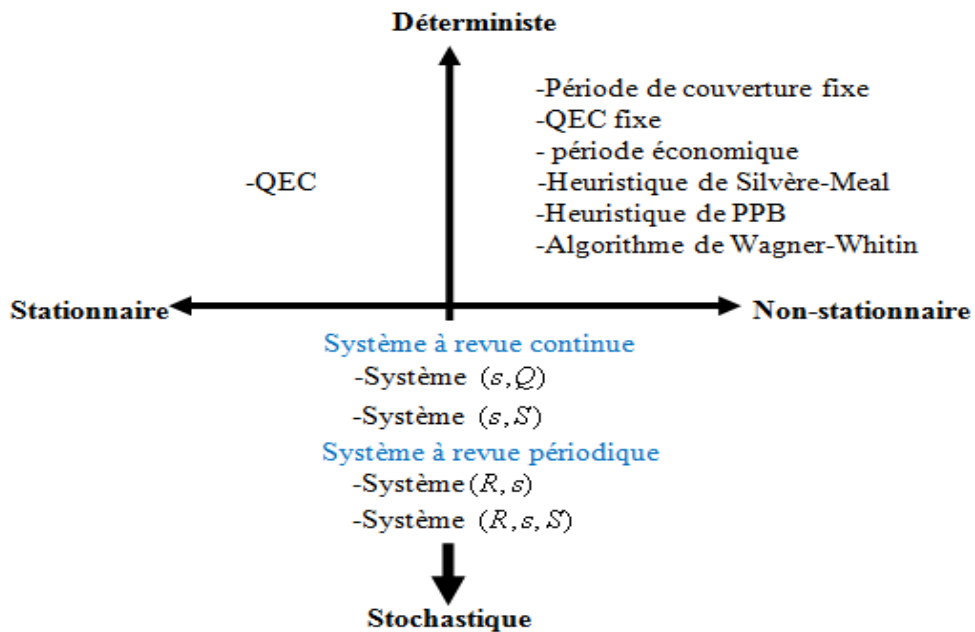 Déterministe
-Période de couverture fixe
-QEC fixe
- période économique
-QEC
-Heuristique de Silvère-Meal
-Heuristique de PPB
-Algorithme de Wagner-Whitin
Stationnaire
Non-stationnaire
Système à revue continue
-Système (s,Q)
-Système (s,S)
Système à revue périodique
-Système (R,s)
-Système (R,s,S)
Stochastique